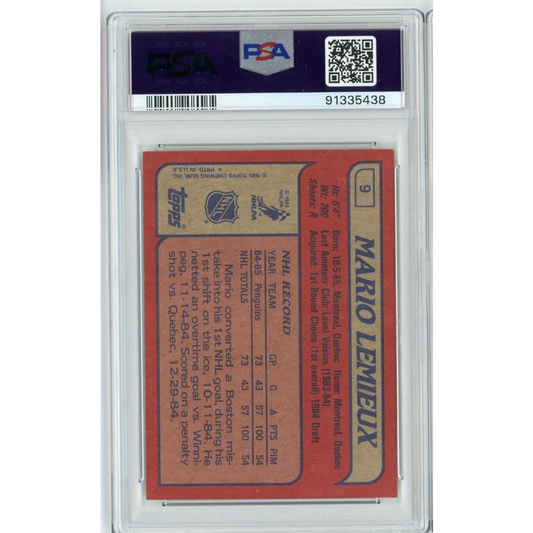 PSA
PSA
91335438
9
MARIO LEMIEUX
Ht: 6'4" Born: 10-5-65, Montreal, Quebec Home: Montreal, Quebec
Wt: 200 Last Amateur Club: Laval Voisins (1983-84)
Shoots: R Acquired: 1st Round Choice (1st overall) 1984 Draft
NHL RECORD
YEAR TEAM GP G A PTS PIM
84-85 Penguins 73 43 57 100 54
NHL TOTALS 73 43 57 100 54
Mario converted a Boston mis-
take into his 1st NHL goal, during his
1st shift on the ice, 10-11-84. He
netted an overtime goal vs. Winni-
peg, 11-14-84. Scored on a penalty
shot vs. Quebec, 12-29-84.
NHLPA
NHL
topps
PRTD. IN U.S.A.